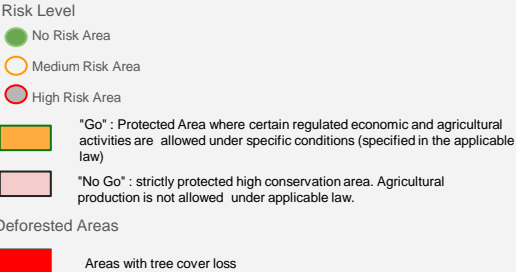 Risk Level
No Risk Area
Medium Risk Area
High Risk Area
"Go" : Protected Area where certain regulated economic and agricultural
activities are allowed under specific conditions (specified in the applicable
law)
"No Go" : strictly protected high conservation area. Agricultural
production is not allowed under applicable law.
Deforested Areas
Areas with tree cover loss